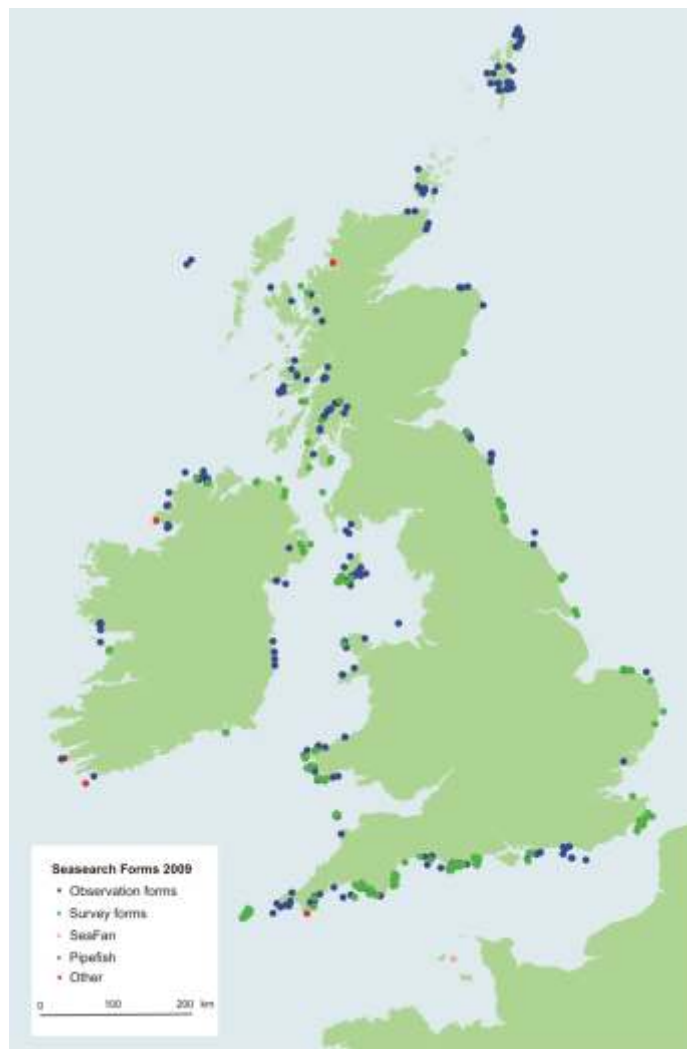 Seasearch Forms 2009
Observation forms
Survey forms
SeaFan
Pipefish
Other
0 100 200 km